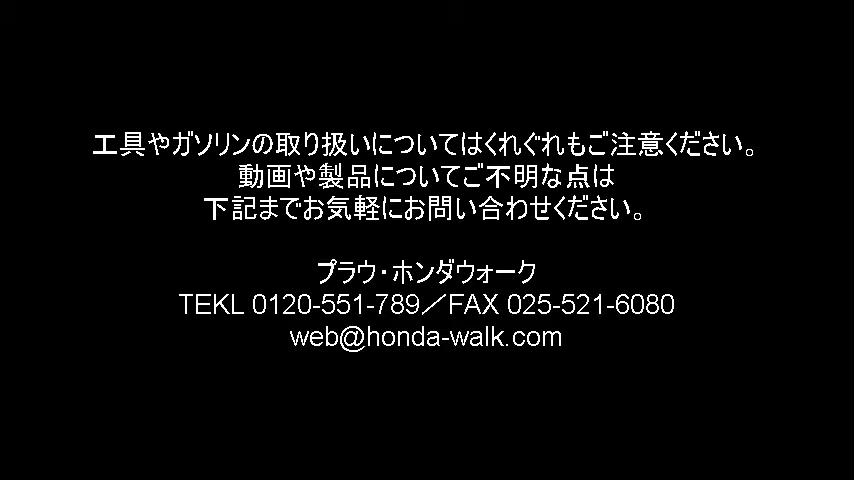 工具やガソリンの取り扱いについてはくれぐれもご注意ください。
動画や製品についてご不明な点は
下記までお気軽にお問い合わせください。
プラウ・ホンダウォーク
TEKL 0120-551-789／FAX 025-521-6080
web@honda-walk.com